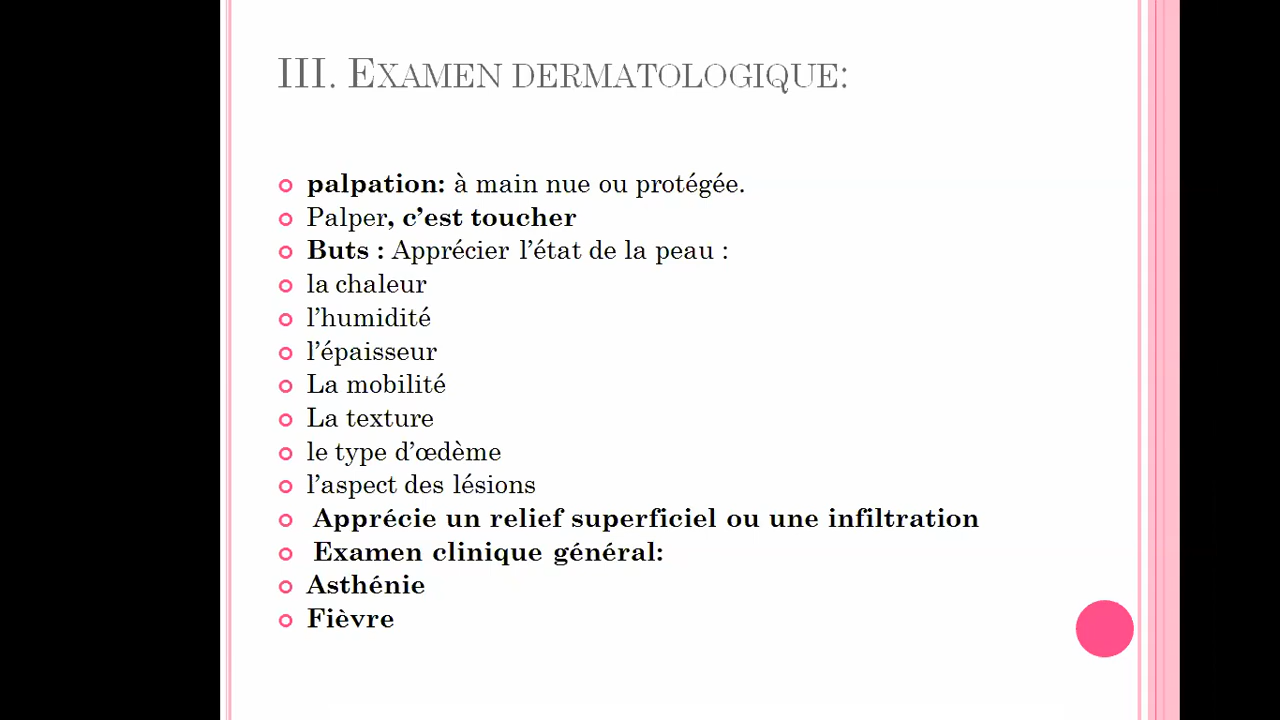 III. EXAMEN DERMATOLOGIQUE:
palpation: à main nue ou protégée.
Palper, c’est toucher
Buts : Apprécier l’état de la peau :
la chaleur
l’humidité
l’épaisseur
La mobilité
La texture
le type d’œdème
l’aspect des lésions
Apprécie un relief superficiel ou une infiltration
Examen clinique général:
Asthénie
Fièvre